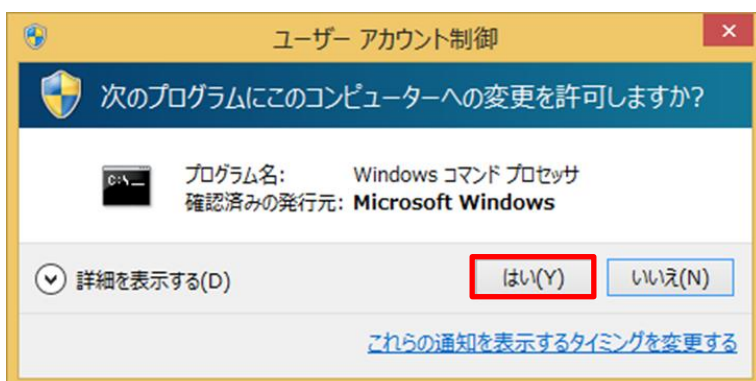 ユーザー アカウント制御
次のプログラムにこのコンピューターへの変更を許可しますか?
C:\_
プログラム名: Windows コマンド プロセッサ
確認済みの発行元: Microsoft Windows
詳細を表示する(D) はい(Y) いいえ(N)
これらの通知を表示するタイミングを変更する